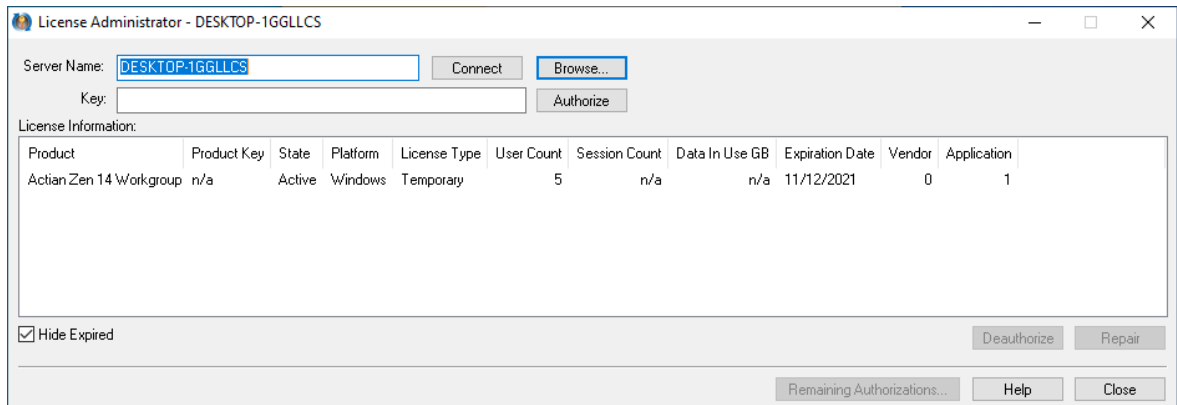 License Administrator - DESKTOP-1GGLLCS
Server Name: DESKTOP-1GGLLCS Connect Browse...
Key: Authorize
License Information:
Product Product Key State Platform License Type User Count Session Count Data In Use GB Expiration Date Vendor Application
Actian Zen 14 Workgroup n/a Active Windows Temporary 5 n/a n/a 11/12/2021 0 1
Hide Expired Deauthorize Repair
Remaining Authorizations... Help Close